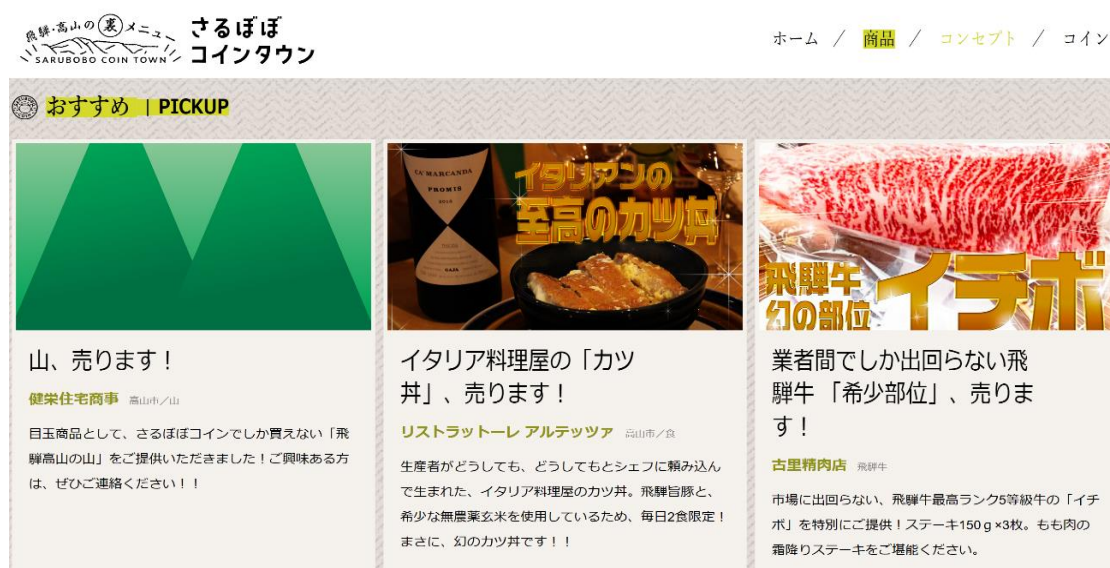 飛騨・高山の裏メニュー
SARUBOBO COIN TOWN
さるぼぼ
コインタウン
ホーム / 商品 / コンセプト / コイン
おすすめ | PICKUP
山、売ります！
健栄住宅商事 高山市／山
目玉商品として、さるぼぼコインでしか買えない「飛
騨高山の山」をご提供いただきました！ご興味ある方
は、ぜひご連絡ください！！
CA'MARCANDA
PROMIS
GAJA
イタリアンの
至高のカツ丼
イタリア料理屋の「カツ
丼」、売ります！
リストラットーレ アルテッツァ 高山市／食
生産者がどうしても、どうしてもとシェフに頼み込ん
で生まれた、イタリア料理屋のカツ丼。飛騨旨豚と、
希少な無農薬玄米を使用しているため、毎日2食限定！
まさに、幻のカツ丼です！！
飛騨牛
幻の部位
イチボ
業者間でしか出回らない飛
騨牛 「希少部位」、売りま
す！
古里精肉店 飛騨牛
市場に出回らない、飛騨牛最高ランク5等級牛の「イチ
ボ」を特別にご提供！ステーキ150ｇ×3枚。もも肉の
霜降りステーキをご堪能ください。